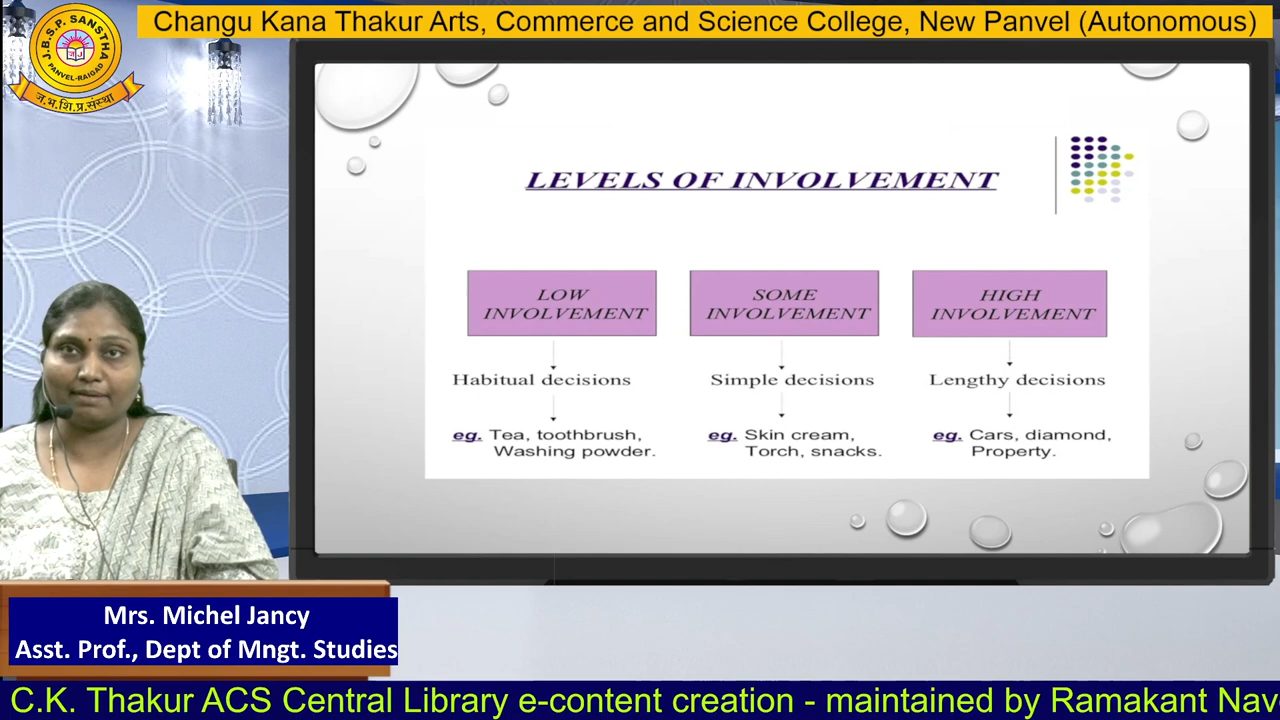 Changu Kana Thakur Arts, Commerce and Science College, New Panvel (Autonomous)
J.B.S.P. SANSTHA
PANVEL-RAIGAD
ज.भ.शि.प्र.संस्था
LEVELS OF INVOLVEMENT
LOW
INVOLVEMENT
Habitual decisions
eg. Tea, toothbrush,
Washing powder.
SOME
INVOLVEMENT
Simple decisions
eg. Skin cream,
Torch, snacks.
HIGH
INVOLVEMENT
Lengthy decisions
eg. Cars, diamond,
Property.
Mrs. Michel Jancy
Asst. Prof., Dept of Mngt. Studies
C.K. Thakur ACS Central Library e-content creation - maintained by Ramakant Nav